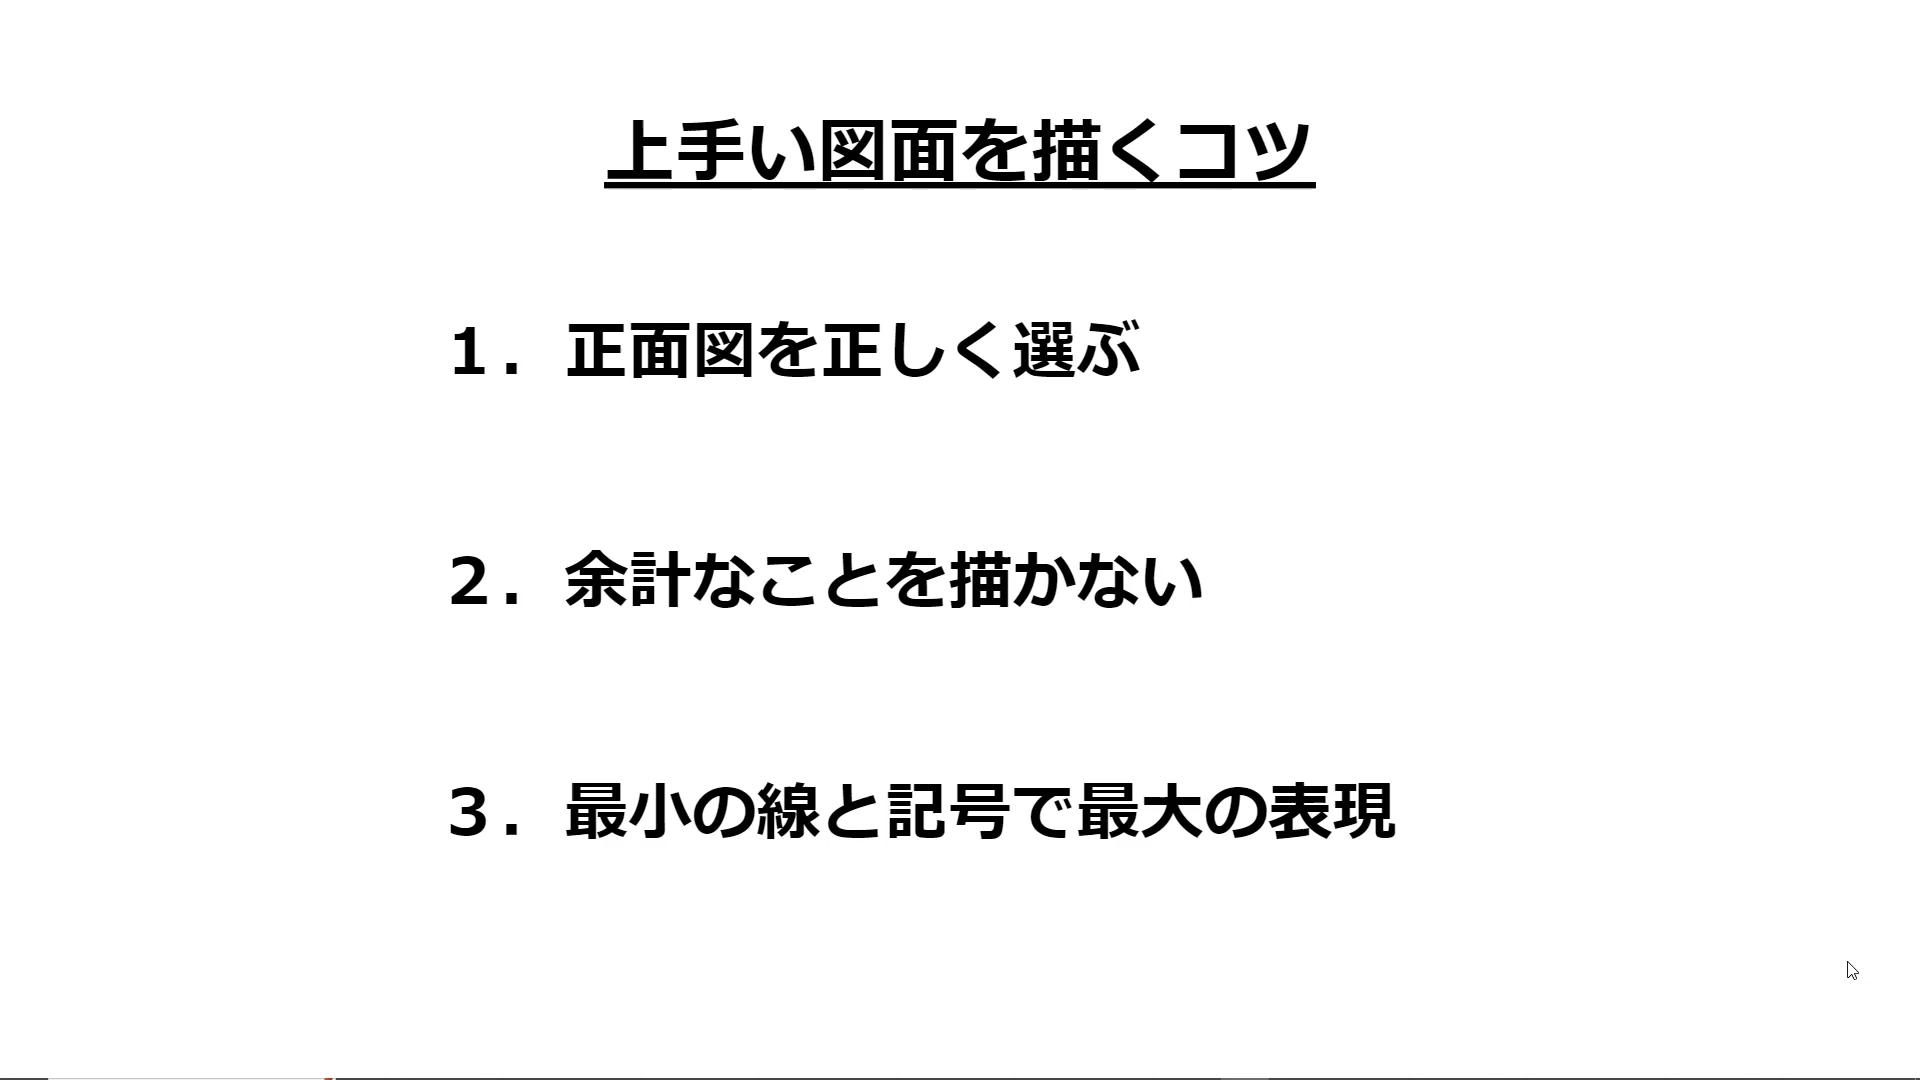 上手い図面を描くコツ
１．正面図を正しく選ぶ
２．余計なことを描かない
３．最小の線と記号で最大の表現